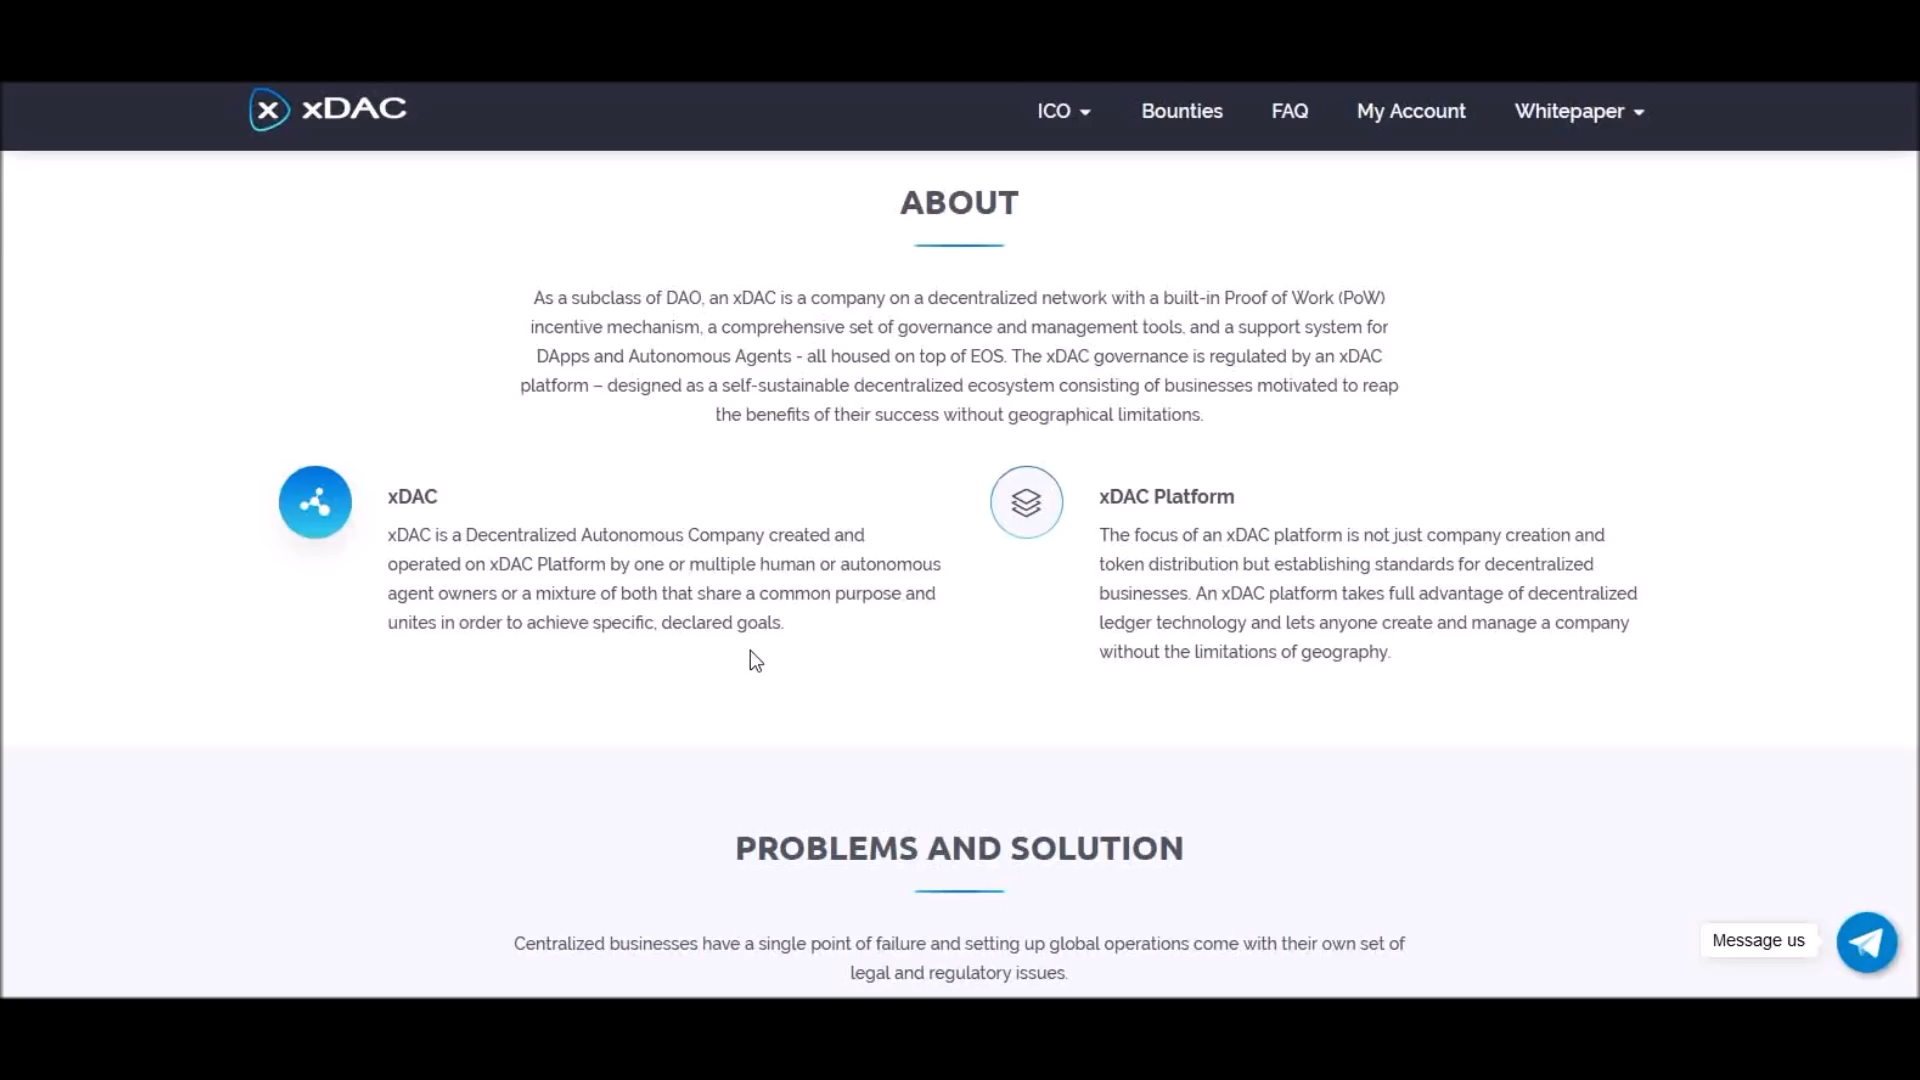 xDAC
ICO
Bounties
FAQ
My Account
Whitepaper
ABOUT
As a subclass of DAO, an xDAC is a company on a decentralized network with a built-in Proof of Work (PoW)
incentive mechanism, a comprehensive set of governance and management tools, and a support system for
DApps and Autonomous Agents - all housed on top of EOS. The xDAC governance is regulated by an xDAC
platform – designed as a self-sustainable decentralized ecosystem consisting of businesses motivated to reap
the benefits of their success without geographical limitations.
xDAC
xDAC is a Decentralized Autonomous Company created and
operated on xDAC Platform by one or multiple human or autonomous
agent owners or a mixture of both that share a common purpose and
unites in order to achieve specific, declared goals.
xDAC Platform
The focus of an xDAC platform is not just company creation and
token distribution but establishing standards for decentralized
businesses. An xDAC platform takes full advantage of decentralized
ledger technology and lets anyone create and manage a company
without the limitations of geography.
PROBLEMS AND SOLUTION
Centralized businesses have a single point of failure and setting up global operations come with their own set of
legal and regulatory issues.
Message us